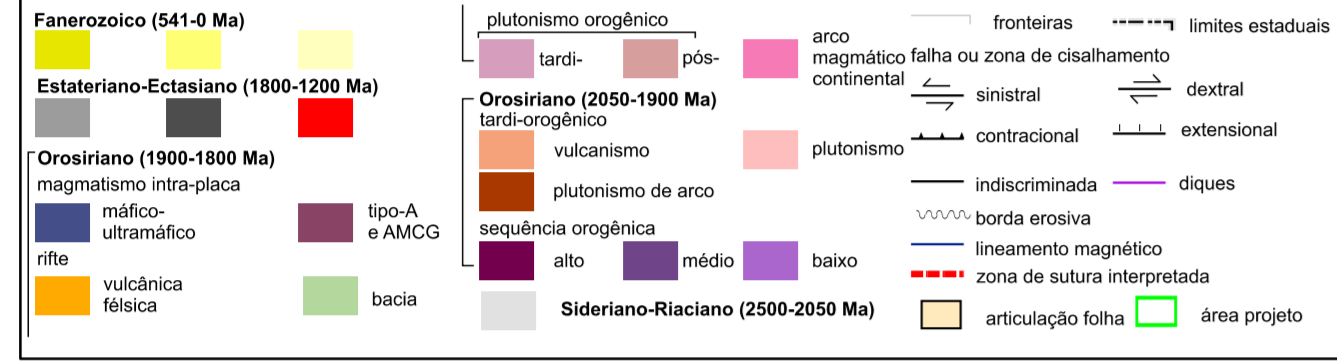 Fanerozoico (541-0 Ma)
Estateriano-Ectasiano (1800-1200 Ma)
Orosiriano (1900-1800 Ma)
magmatismo intra-placa
máfico-
ultramáfico
tipo-A
e AMCG
rifte
vulcânica
félsica
bacia
plutonismo orogênico
tardi-
pós-
arco
magmático
continental
Orosiriano (2050-1900 Ma)
tardi-orogênico
vulcanismo
plutonismo
plutonismo de arco
sequência orogênica
alto
médio
baixo
Sideriano-Riaciano (2500-2050 Ma)
fronteiras
limites estaduais
falha ou zona de cisalhamento
sinistral
dextral
contracional
extensional
indiscriminada
diques
borda erosiva
lineamento magnético
zona de sutura interpretada
articulação folha
área projeto